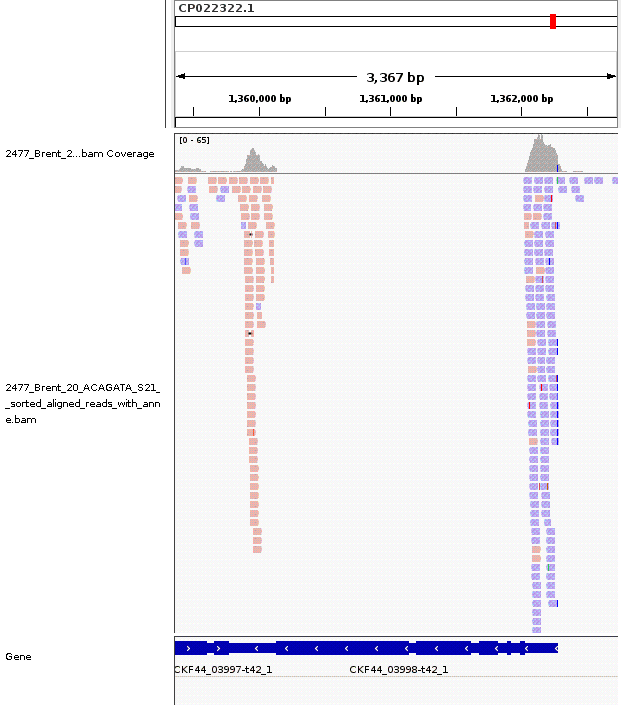 CP022322.1
3,367 bp
1,360,000 bp
1,361,000 bp
1,362,000 bp
[0 - 65]
2477_Brent_2...bam Coverage
2477_Brent_20_ACAGATA_S21_
_sorted_aligned_reads_with_ann
e.bam
Gene
CKF44_03997-t42_1
CKF44_03998-t42_1